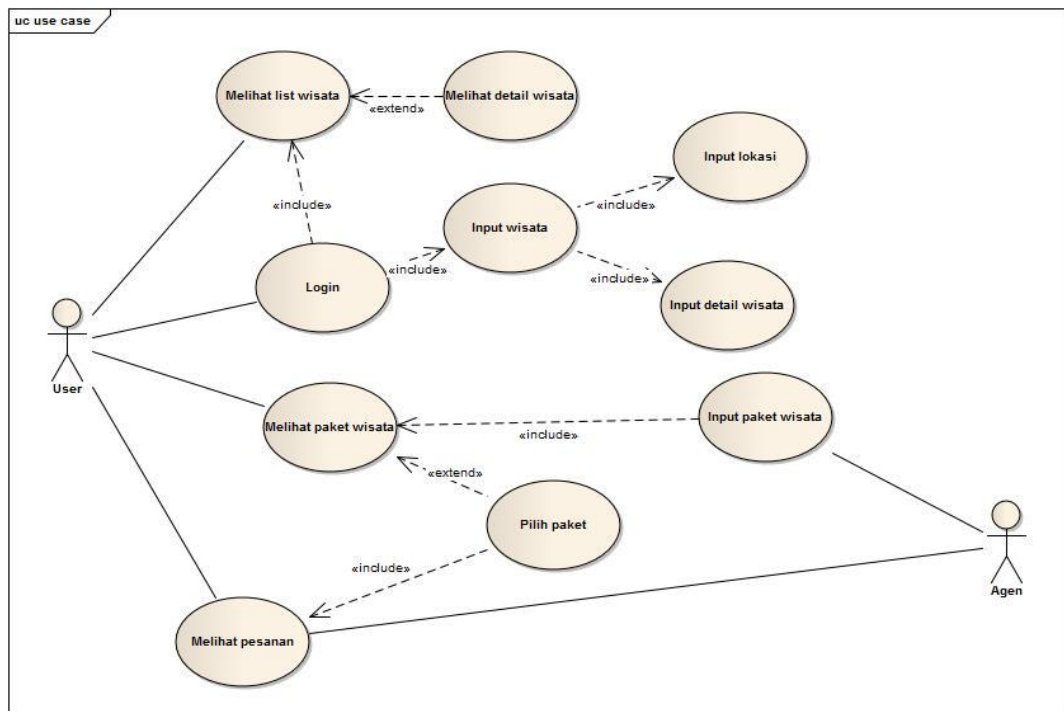 uc use case
Melihat list wisata
«extend»
Melihat detail wisata
Input lokasi
«include»
«include»
Input wisata
Login
«include»
«include»
Input detail wisata
User
Melihat paket wisata
«include»
Input paket wisata
«extend»
Pilih paket
«include»
Agen
Melihat pesanan